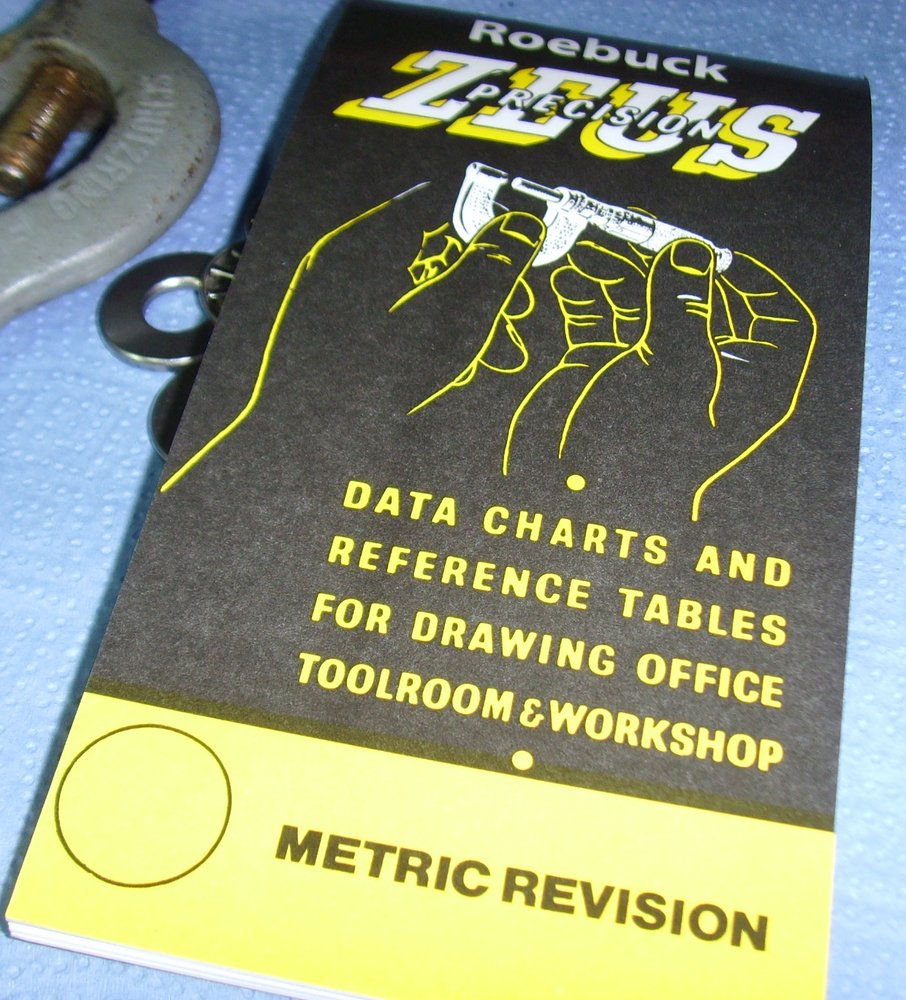 Roebuck
ZEUS
PRECISION
DATA CHARTS AND
REFERENCE TABLES
FOR DRAWING OFFICE
TOOLROOM & WORKSHOP
METRIC REVISION